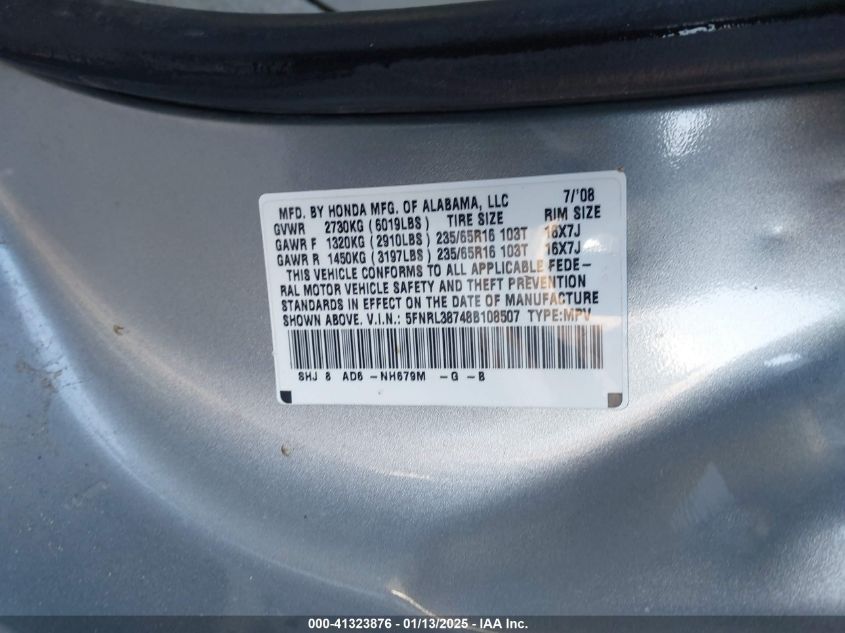 MFD. BY HONDA MFG. OF ALABAMA, LLC 7/'08
GVWR 2730KG (6019LBS) TIRE SIZE RIM SIZE
GAWR F 1320KG (2910LBS) 235/65R16 103T 16X7J
GAWR R 1450KG (3197LBS) 235/65R16 103T 16X7J
THIS VEHICLE CONFORMS TO ALL APPLICABLE FEDE-
RAL MOTOR VEHICLE SAFETY AND THEFT PREVENTION
STANDARDS IN EFFECT ON THE DATE OF MANUFACTURE
SHOWN ABOVE. V.I.N.: 5FNRL38748B108507 TYPE:MPV
SHJ 8 AD6-NH679M -G-B
000-41323876 - 01/13/2025 - IAA Inc.